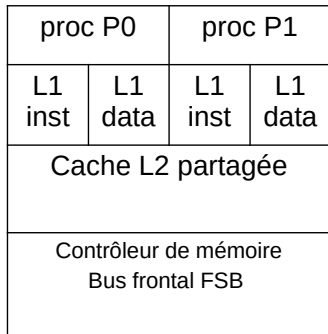 proc P0 proc P1
L1 L1 L1 L1
inst data inst data
Cache L2 partagée
Contrôleur de mémoire
Bus frontal FSB